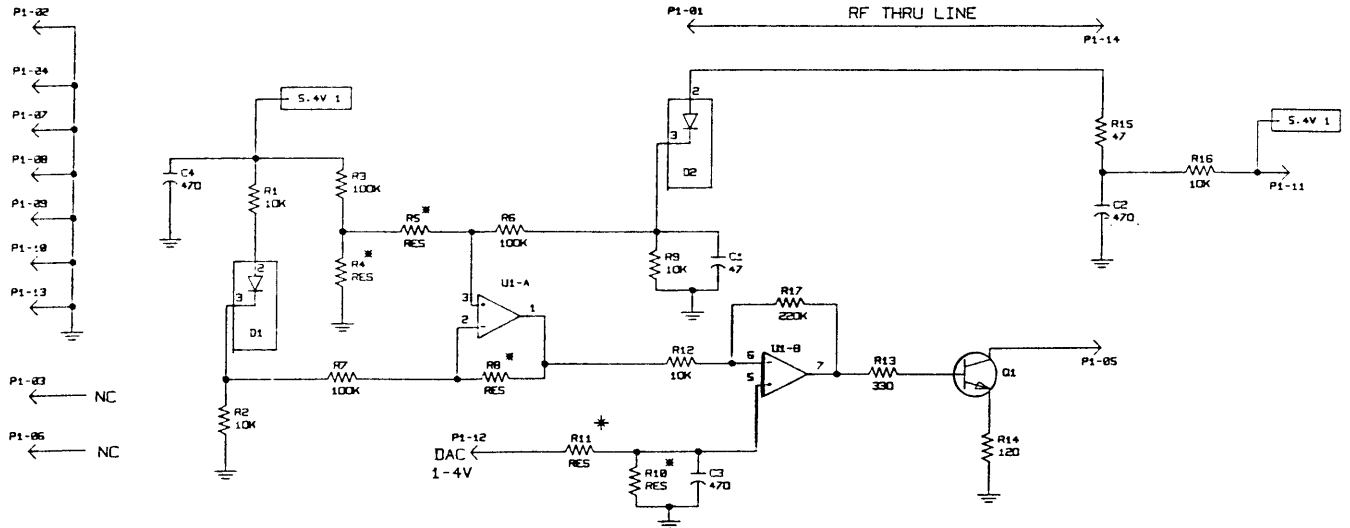 P1-02
P1-01
RF THRU LINE
P1-14
P1-24
5.4V 1
2
3
D2
R15
47
5.4V 1
P1-07
P1-08
C4
470
R1
10K
R3
100K
R16
10K
P1-11
P1-09
R5*
RES
R6
100K
C2
470
P1-10
2
3
D1
R4*
RES
R9
10K
C1
47
P1-13
U1-A
3
+
2
-
1
R17
220K
R7
100K
R8*
RES
R12
10K
U1-B
6
-
5
+
7
R13
330
Q1
P1-05
P1-03
NC
R2
10K
P1-06
NC
P1-12
DAC
1-4V
R11*
RES
R10*
RES
C3
470
R14
120